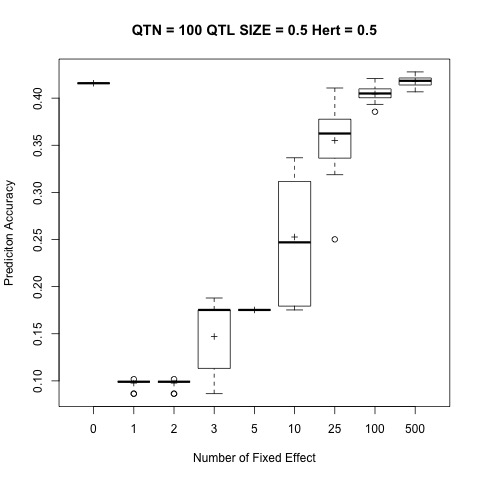 QTN = 100 QTL SIZE = 0.5 Hert = 0.5
0.40
0.35
0.30
0.25
0.20
0.15
0.10
Prediciton Accuracy
0 1 2 3 5 10 25 100 500
Number of Fixed Effect